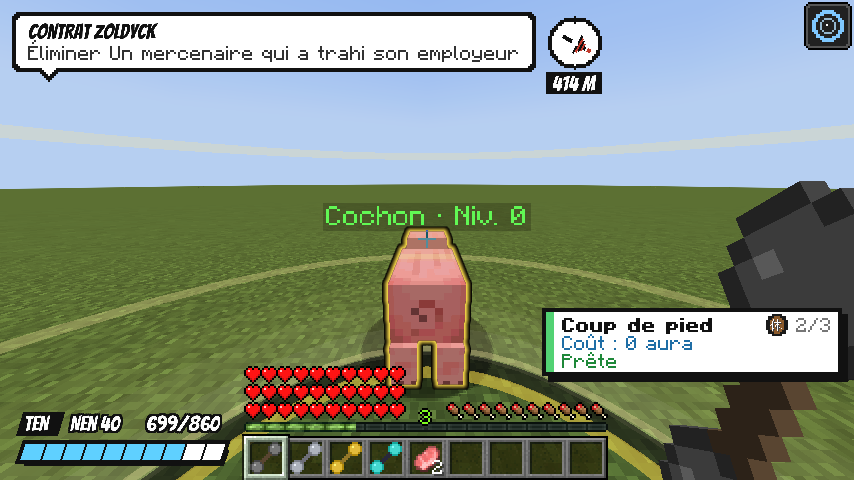 CONTRAT ZOLDYCK
Éliminer Un mercenaire qui a trahi son employeur
414 M
Cochon · Niv. 0
Coup de pied
2/3
Coût : 0 aura
Prête
TEN
NEN 40
699/860
3
2